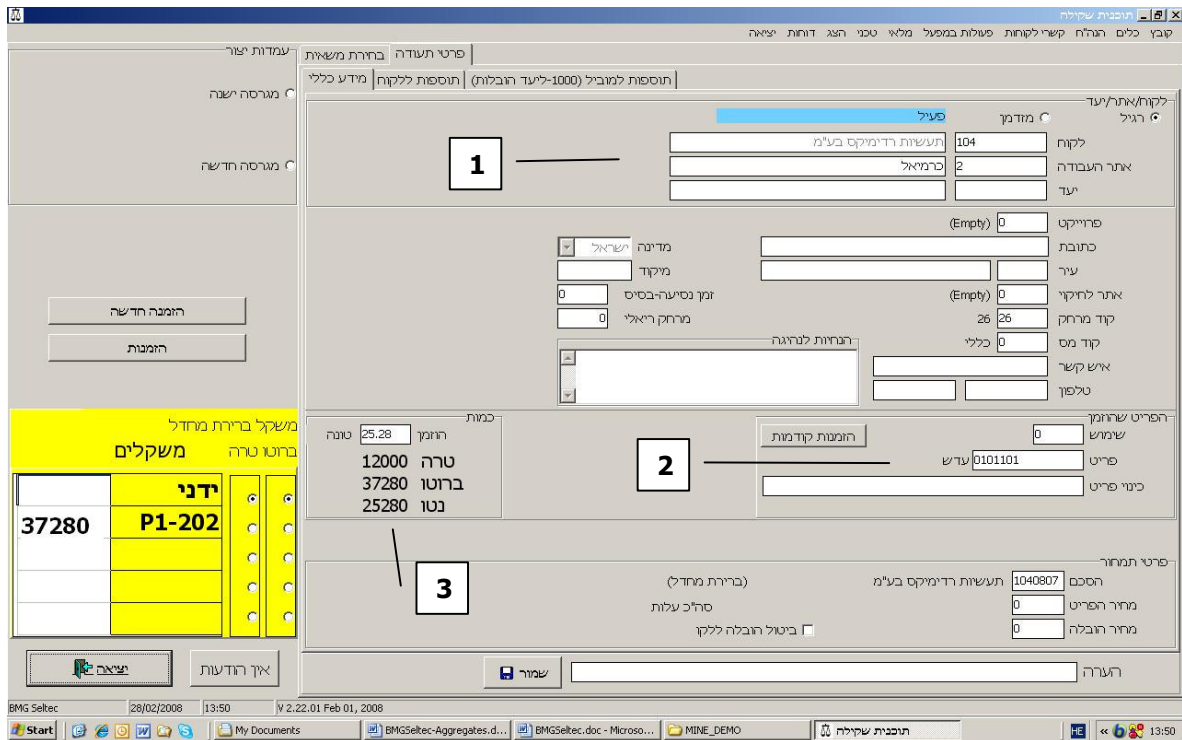 תוכנית שקילה
קובץ כלים הנה"ח קשרי לקוחות פעולות במפעל מלאי טכני הצג דוחות יציאה
פרטי תעודה בחירת משאית
מידע כללי תוספות ללקוח תוספות למוביל (1000-ליעד הובלות)
לקוח/אתר/יעד
רגיל מזדמן פעיל
לקוח 104 תעשיות רדימיקס בע"מ
אתר העבודה 2 כרמיאל
יעד
1
פרוייקט 0 (Empty)
כתובת
מדינה ישראל
עיר
מיקוד
אתר לחיקוי 0 (Empty)
זמן נסיעה-בסיס 0
קוד מרחק 26 26
מרחק ריאלי 0
קוד מס 0 כללי
הנחיות לנהיגה
איש קשר
טלפון
הפריט שהוזמן
שימוש 0
הזמנות קודמות
פריט 0101101 עדש
כינוי פריט
2
כמות
הוזמן 25.28 טונה
טרה 12000
ברוטו 37280
נטו 25280
3
פרטי תמחור
הסכם 1040807 תעשיות רדימיקס בע"מ (ברירת מחדל)
מחיר הפריט 0
סה"כ עלות
מחיר הובלה 0
ביטול הובלה ללקו
הערה
שמור
עמדות יצור
מגרסה ישנה
מגרסה חדשה
הזמנה חדשה
הזמנות
משקל ברירת מחדל
ברוטו טרה משקלים
ידני
P1-202 37280
אין הודעות
יציאה
BMG Seltec 28/02/2008 13:50 V 2.22.01 Feb 01, 2008
Start My Documents BMGSeltec-Aggregates.d... BMGSeltec.doc - Microso... MINE_DEMO תוכנית שקילה HE « 13:50